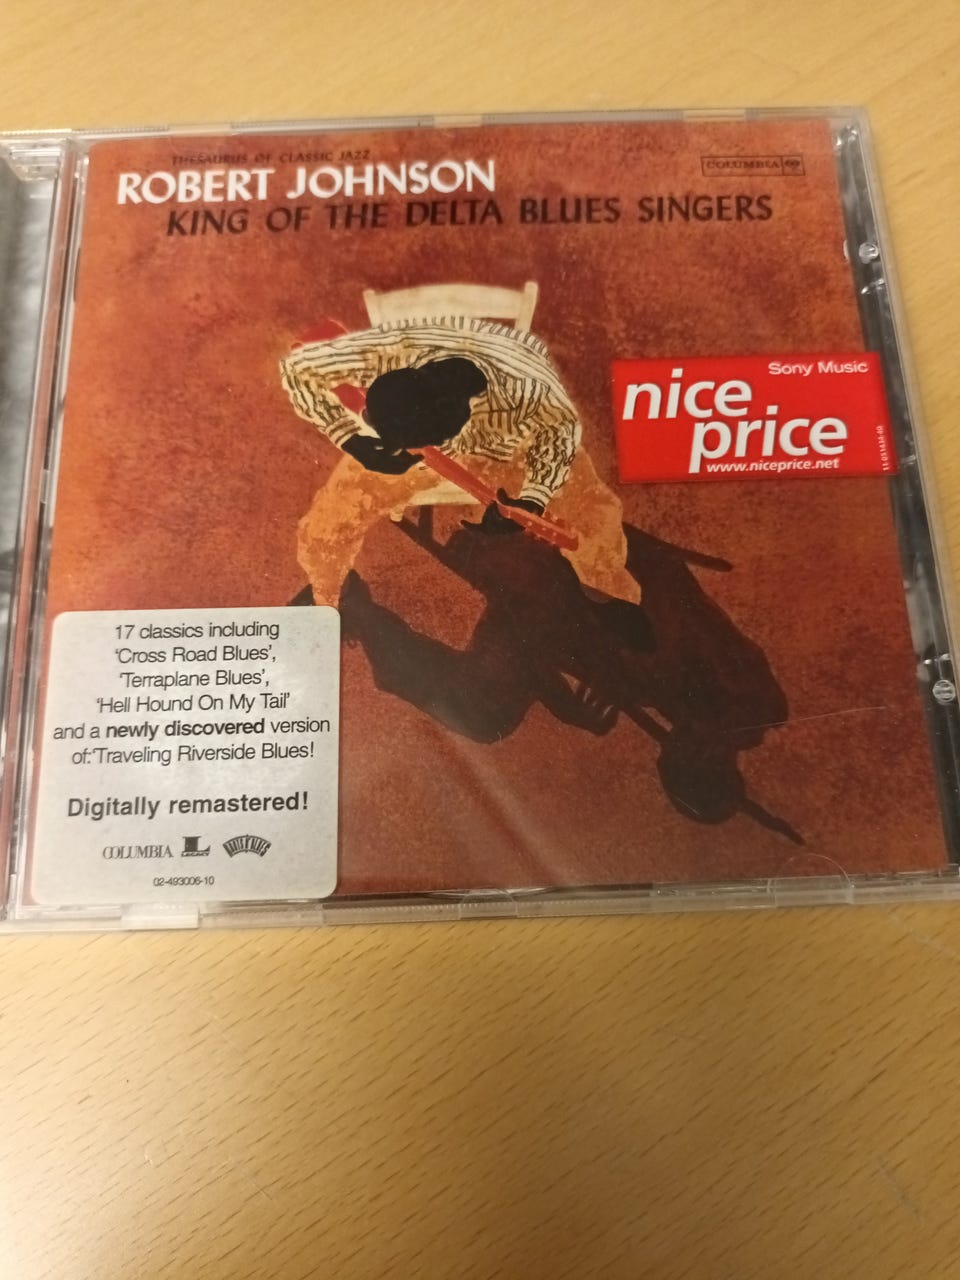 THESAURUS OF CLASSIC JAZZ
ROBERT JOHNSON
KING OF THE DELTA BLUES SINGERS
COLUMBIA
Sony Music
nice
price
www.niceprice.net
17 classics including
'Cross Road Blues',
'Terraplane Blues',
'Hell Hound On My Tail'
and a newly discovered version
of:'Traveling Riverside Blues!
Digitally remastered!
COLUMBIA
L
LEGACY
02-493006-10